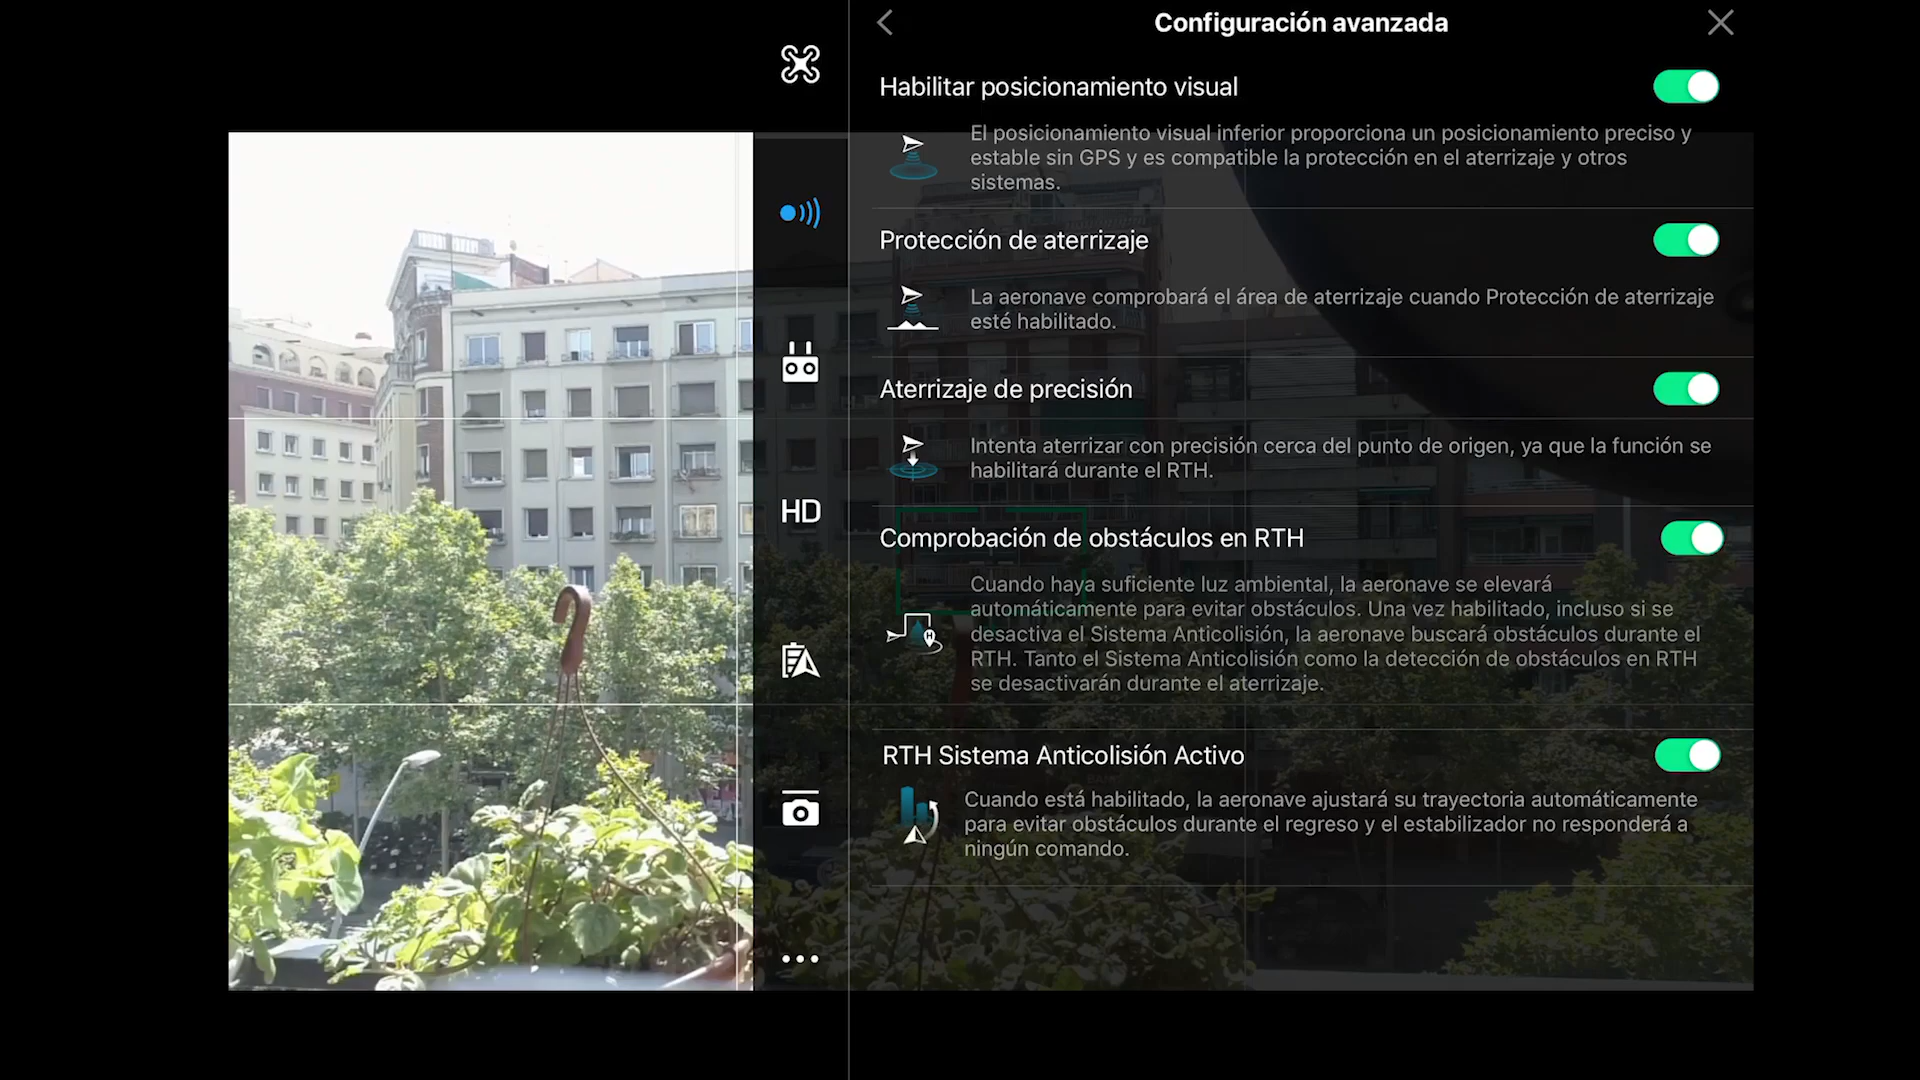 Configuración avanzada
Habilitar posicionamiento visual
El posicionamiento visual inferior proporciona un posicionamiento preciso y
estable sin GPS y es compatible la protección en el aterrizaje y otros
sistemas.
Protección de aterrizaje
La aeronave comprobará el área de aterrizaje cuando Protección de aterrizaje
esté habilitado.
Aterrizaje de precisión
Intenta aterrizar con precisión cerca del punto de origen, ya que la función se
habilitará durante el RTH.
HD
Comprobación de obstáculos en RTH
Cuando haya suficiente luz ambiental, la aeronave se elevará
automáticamente para evitar obstáculos. Una vez habilitado, incluso si se
desactiva el Sistema Anticolisión, la aeronave buscará obstáculos durante el
RTH. Tanto el Sistema Anticolisión como la detección de obstáculos en RTH
se desactivarán durante el aterrizaje.
H
RTH Sistema Anticolisión Activo
Cuando está habilitado, la aeronave ajustará su trayectoria automáticamente
para evitar obstáculos durante el regreso y el estabilizador no responderá a
ningún comando.